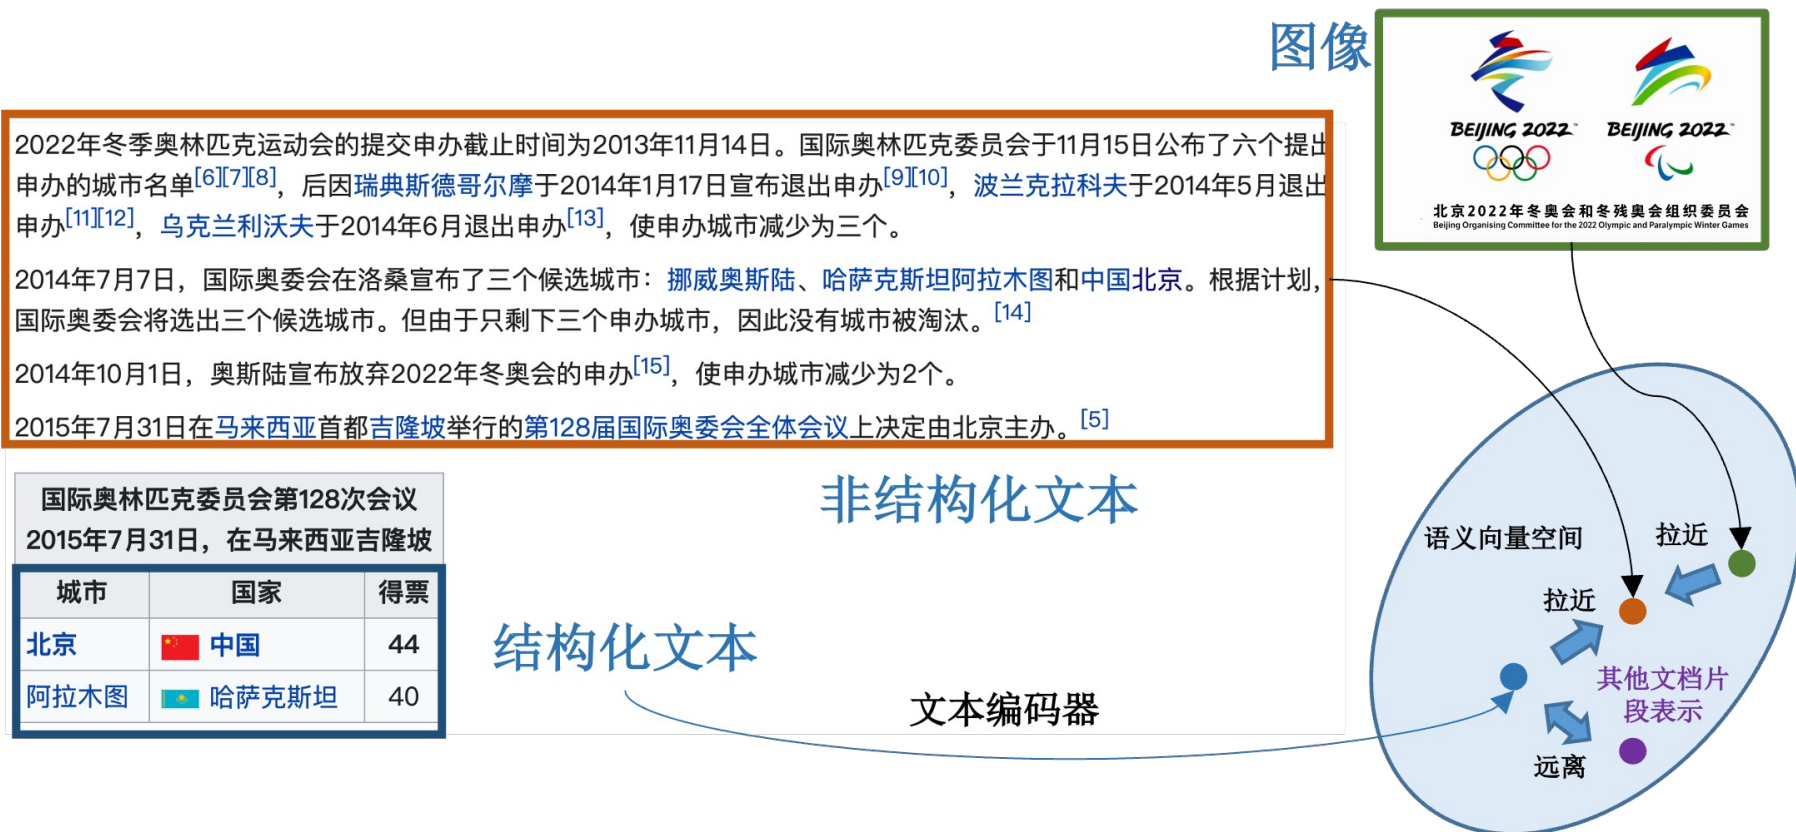 图像
BEIJING 2022
BEIJING 2022
北京2022年冬奥会和冬残奥会组织委员会
Beijing Organising Committee for the 2022 Olympic and Paralympic Winter Games
2022年冬季奥林匹克运动会的提交申办截止时间为2013年11月14日。国际奥林匹克委员会于11月15日公布了六个提出
申办的城市名单[6][7][8]，后因瑞典斯德哥尔摩于2014年1月17日宣布退出申办[9][10]，波兰克拉科夫于2014年5月退出
申办[11][12]，乌克兰利沃夫于2014年6月退出申办[13]，使申办城市减少为三个。
2014年7月7日，国际奥委会在洛桑宣布了三个候选城市：挪威奥斯陆、哈萨克斯坦阿拉木图和中国北京。根据计划，
国际奥委会将选出三个候选城市。但由于只剩下三个申办城市，因此没有城市被淘汰。[14]
2014年10月1日，奥斯陆宣布放弃2022年冬奥会的申办[15]，使申办城市减少为2个。
2015年7月31日在马来西亚首都吉隆坡举行的第128届国际奥委会全体会议上决定由北京主办。[5]
非结构化文本
国际奥林匹克委员会第128次会议
2015年7月31日，在马来西亚吉隆坡
城市 国家 得票
北京 中国 44
阿拉木图 哈萨克斯坦 40
结构化文本
文本编码器
语义向量空间
拉近
拉近
其他文档片
段表示
远离